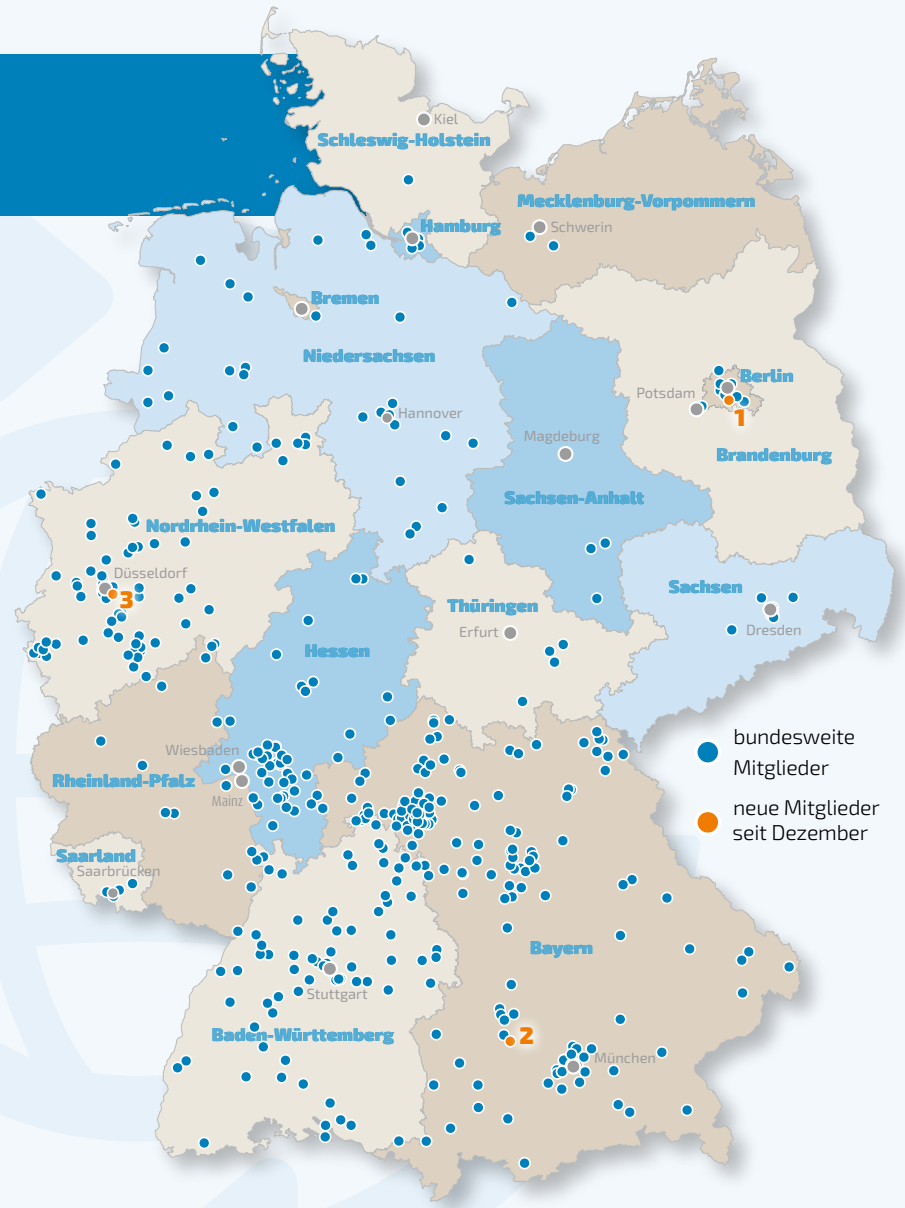 Kiel
Schleswig-Holstein
Mecklenburg-Vorpommern
Hamburg
Schwerin
Bremen
Niedersachsen
Berlin
Potsdam
1
Hannover
Magdeburg
Brandenburg
Sachsen-Anhalt
Nordrhein-Westfalen
Düsseldorf
3
Sachsen
Thüringen
Erfurt
Dresden
Hessen
bundesweite
Mitglieder
Wiesbaden
Rheinland-Pfalz
Mainz
neue Mitglieder
seit Dezember
Saarland
Saarbrücken
Bayern
Stuttgart
Baden-Württemberg
2
München